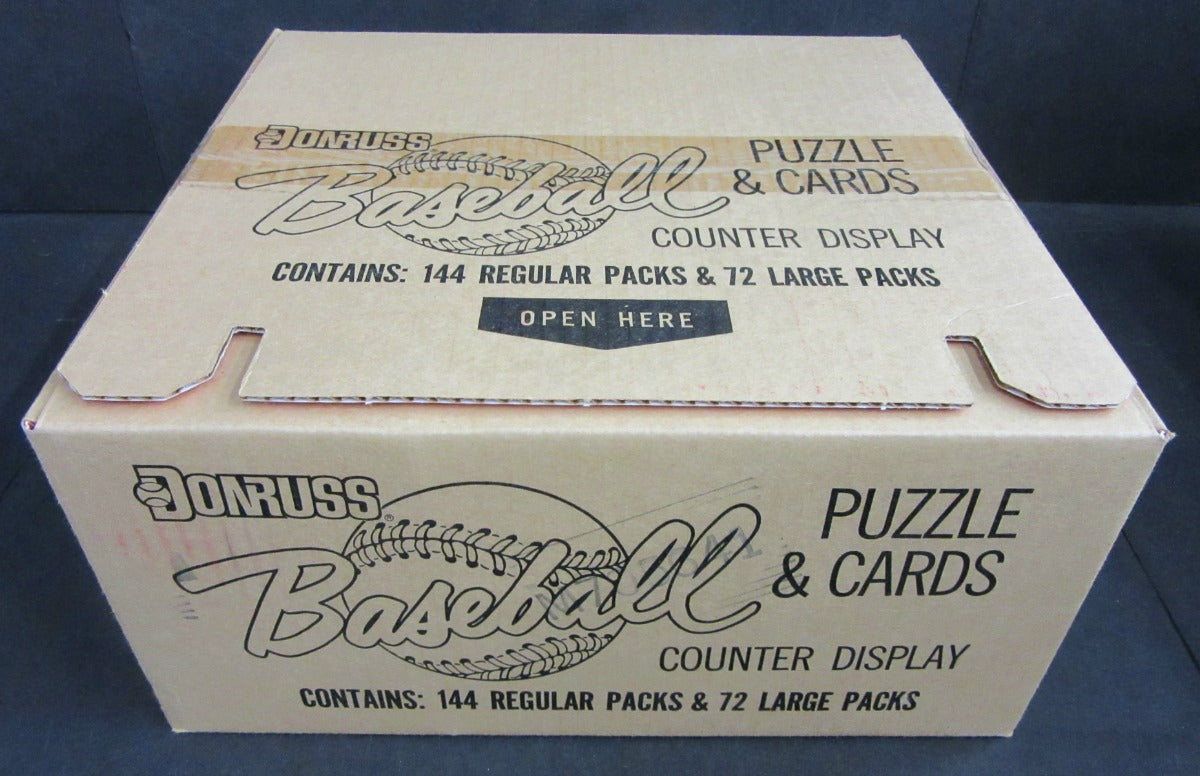 DONRUSS
Baseball
PUZZLE
& CARDS
COUNTER DISPLAY
CONTAINS: 144 REGULAR PACKS & 72 LARGE PACKS
OPEN HERE
DONRUSS®
Baseball
PUZZLE
& CARDS
COUNTER DISPLAY
CONTAINS: 144 REGULAR PACKS & 72 LARGE PACKS